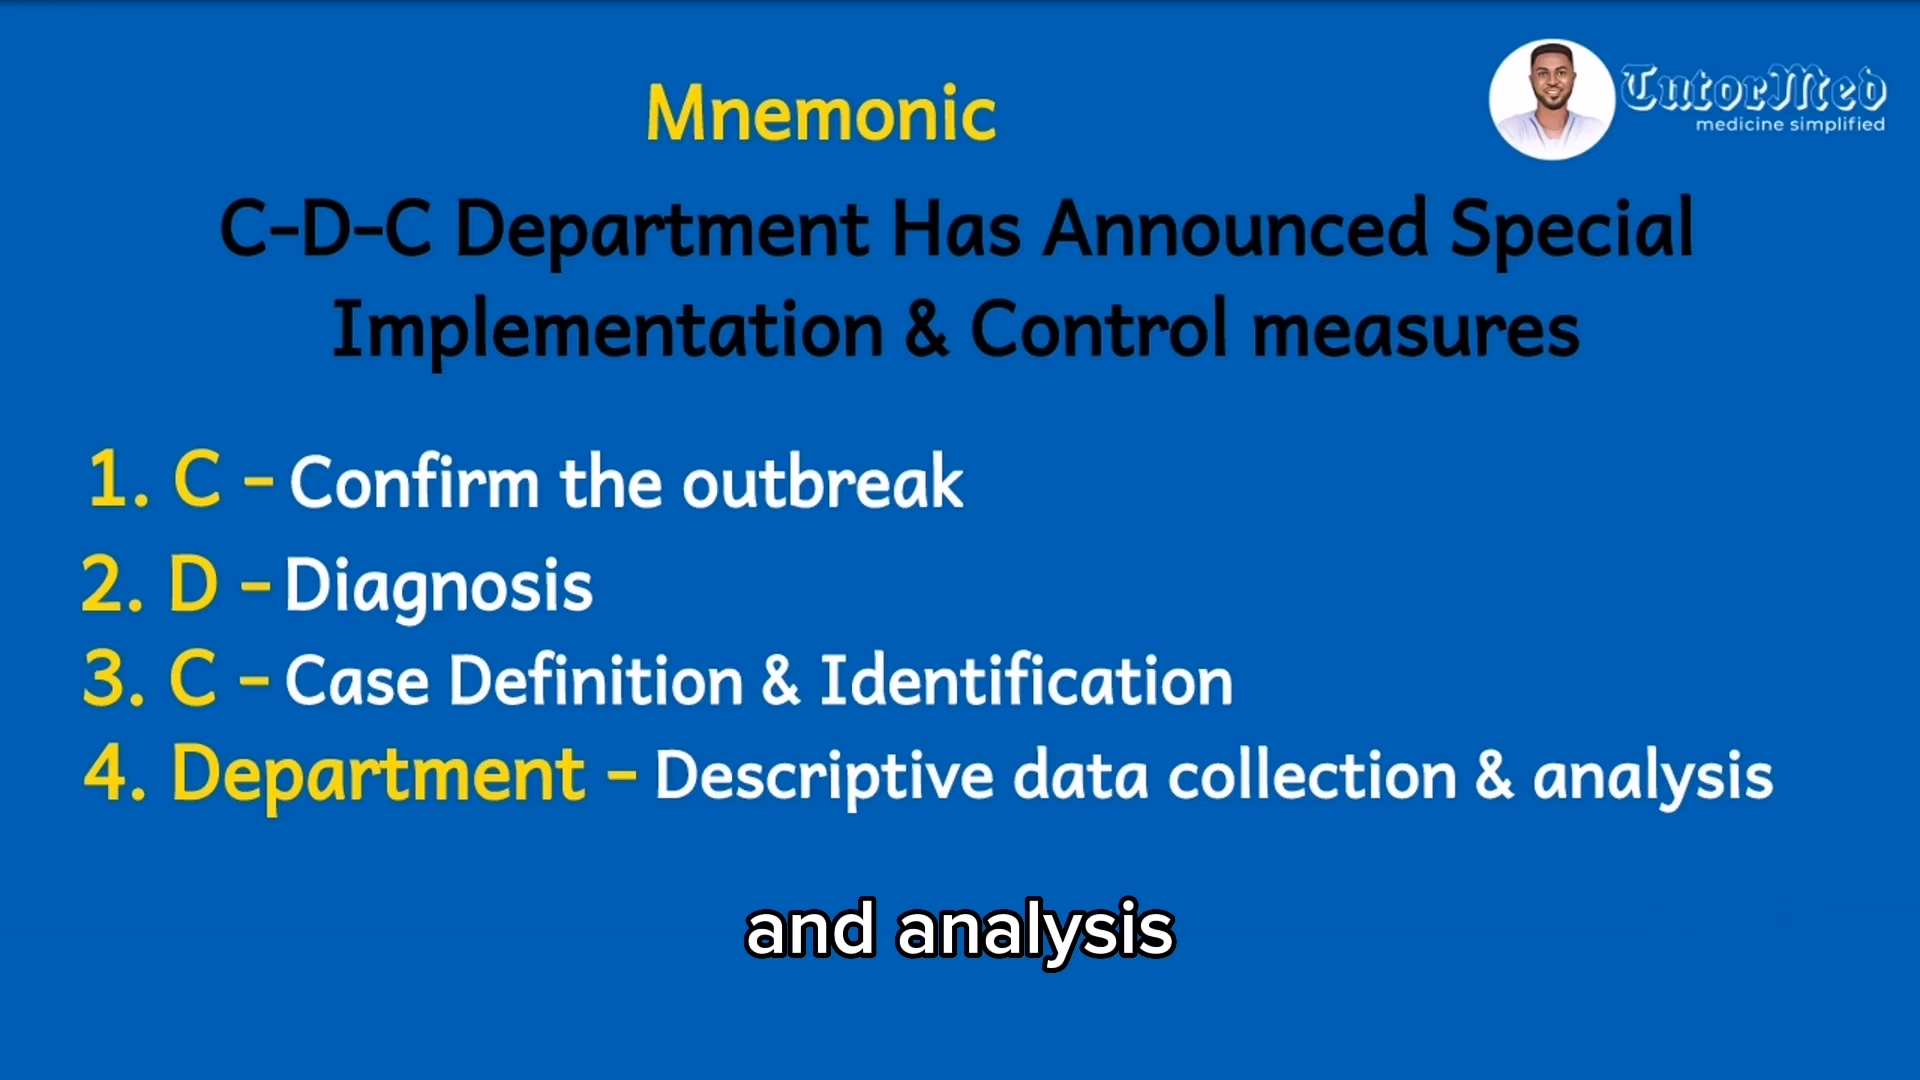 Mnemonic
TutorMed
medicine simplified
C-D-C Department Has Announced Special
Implementation & Control measures
1. C - Confirm the outbreak
2. D - Diagnosis
3. C - Case Definition & Identification
4. Department - Descriptive data collection & analysis
and analysis